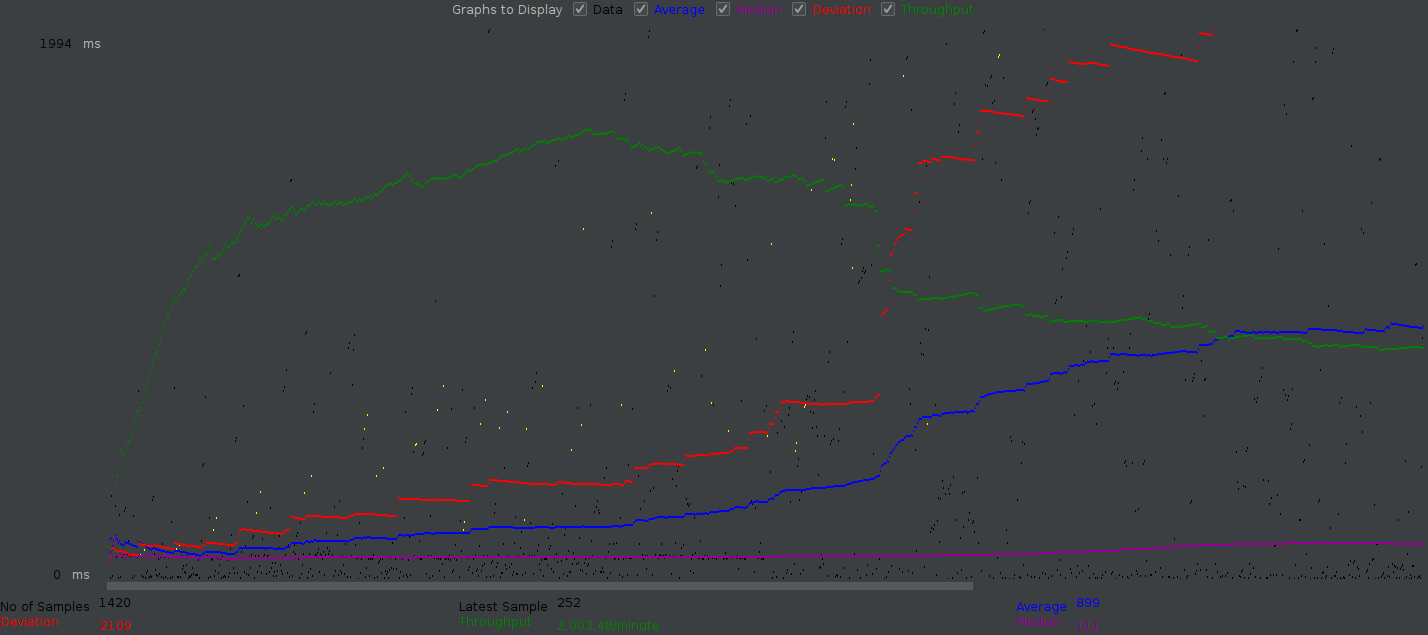 Graphs to Display Data Average Median Deviation Throughput
1994 ms
0 ms
No of Samples 1420 Latest Sample 252 Average 899
Deviation 2109 Throughput 2,003.48/minute Median 111